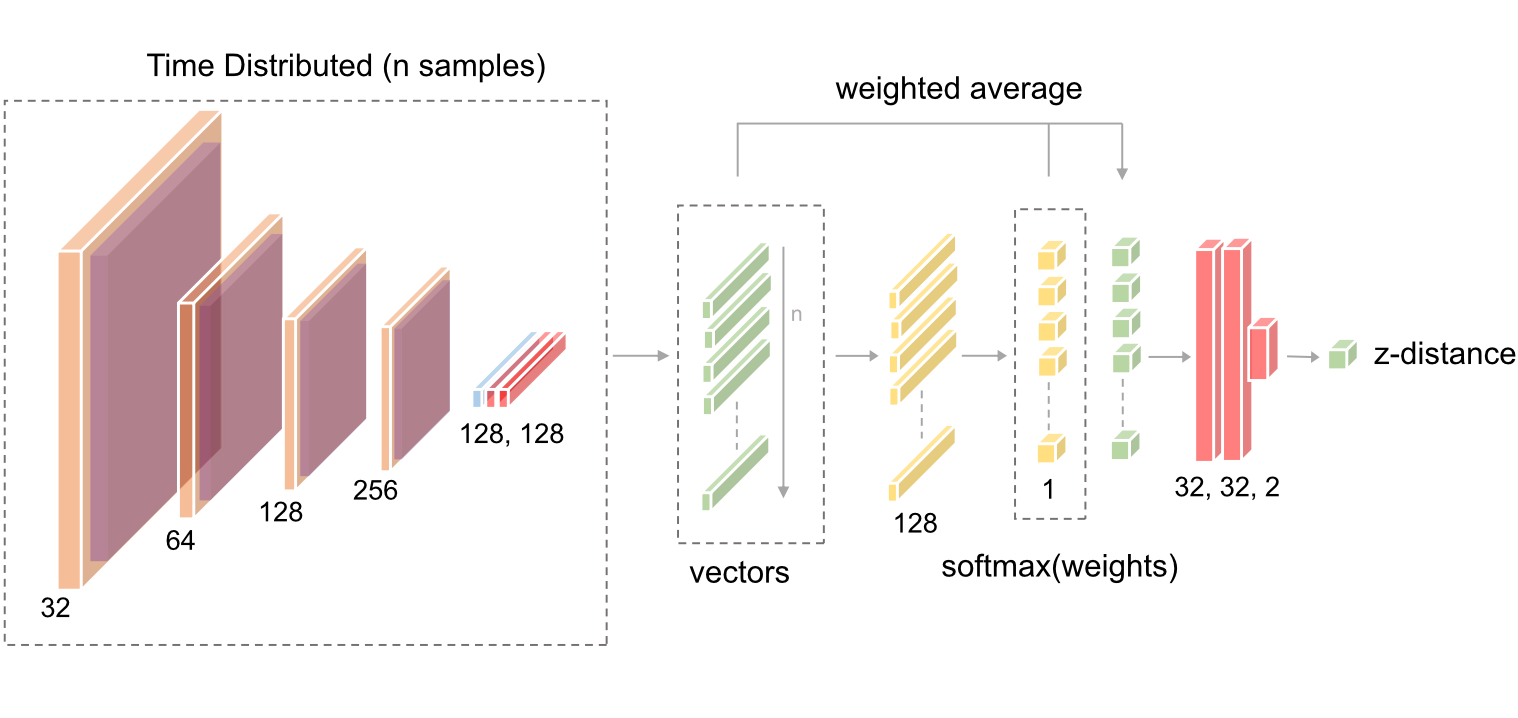 Time Distributed (n samples)
weighted average
n
z-distance
128, 128
256
128
64
32
vectors
128
1
softmax(weights)
32, 32, 2